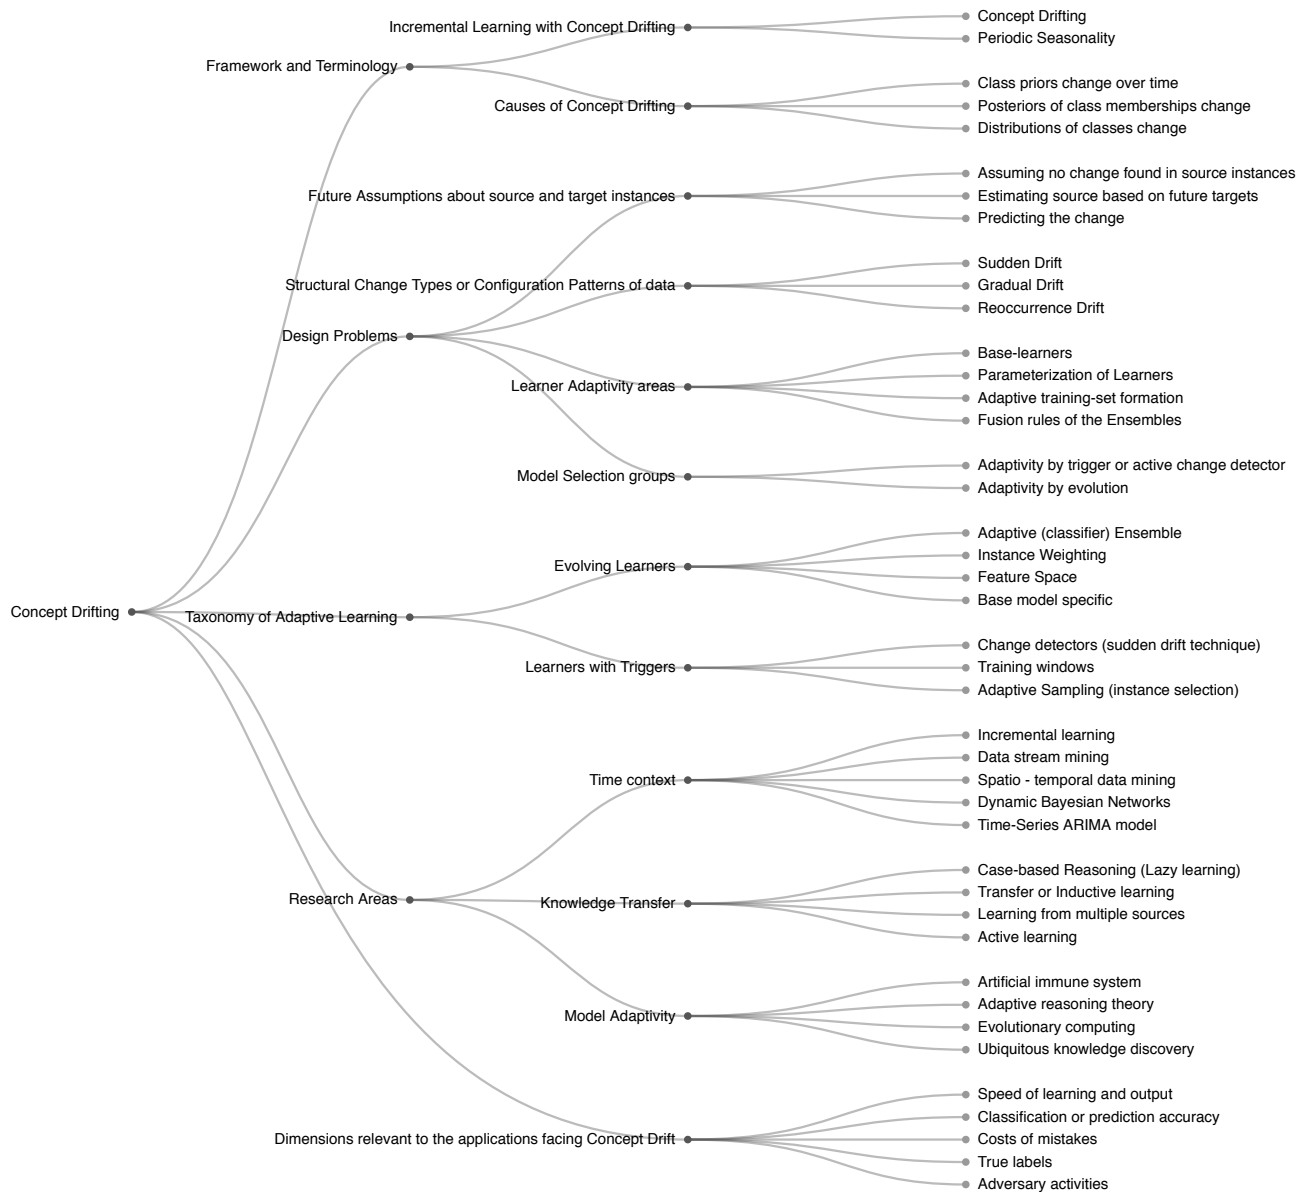 Concept Drifting
Framework and Terminology
Incremental Learning with Concept Drifting
Concept Drifting
Periodic Seasonality
Causes of Concept Drifting
Class priors change over time
Posteriors of class memberships change
Distributions of classes change
Design Problems
Future Assumptions about source and target instances
Assuming no change found in source instances
Estimating source based on future targets
Predicting the change
Structural Change Types or Configuration Patterns of data
Sudden Drift
Gradual Drift
Reoccurrence Drift
Learner Adaptivity areas
Base-learners
Parameterization of Learners
Adaptive training-set formation
Fusion rules of the Ensembles
Model Selection groups
Adaptivity by trigger or active change detector
Adaptivity by evolution
Taxonomy of Adaptive Learning
Evolving Learners
Adaptive (classifier) Ensemble
Instance Weighting
Feature Space
Base model specific
Learners with Triggers
Change detectors (sudden drift technique)
Training windows
Adaptive Sampling (instance selection)
Research Areas
Time context
Incremental learning
Data stream mining
Spatio - temporal data mining
Dynamic Bayesian Networks
Time-Series ARIMA model
Knowledge Transfer
Case-based Reasoning (Lazy learning)
Transfer or Inductive learning
Learning from multiple sources
Active learning
Model Adaptivity
Artificial immune system
Adaptive reasoning theory
Evolutionary computing
Ubiquitous knowledge discovery
Dimensions relevant to the applications facing Concept Drift
Speed of learning and output
Classification or prediction accuracy
Costs of mistakes
True labels
Adversary activities